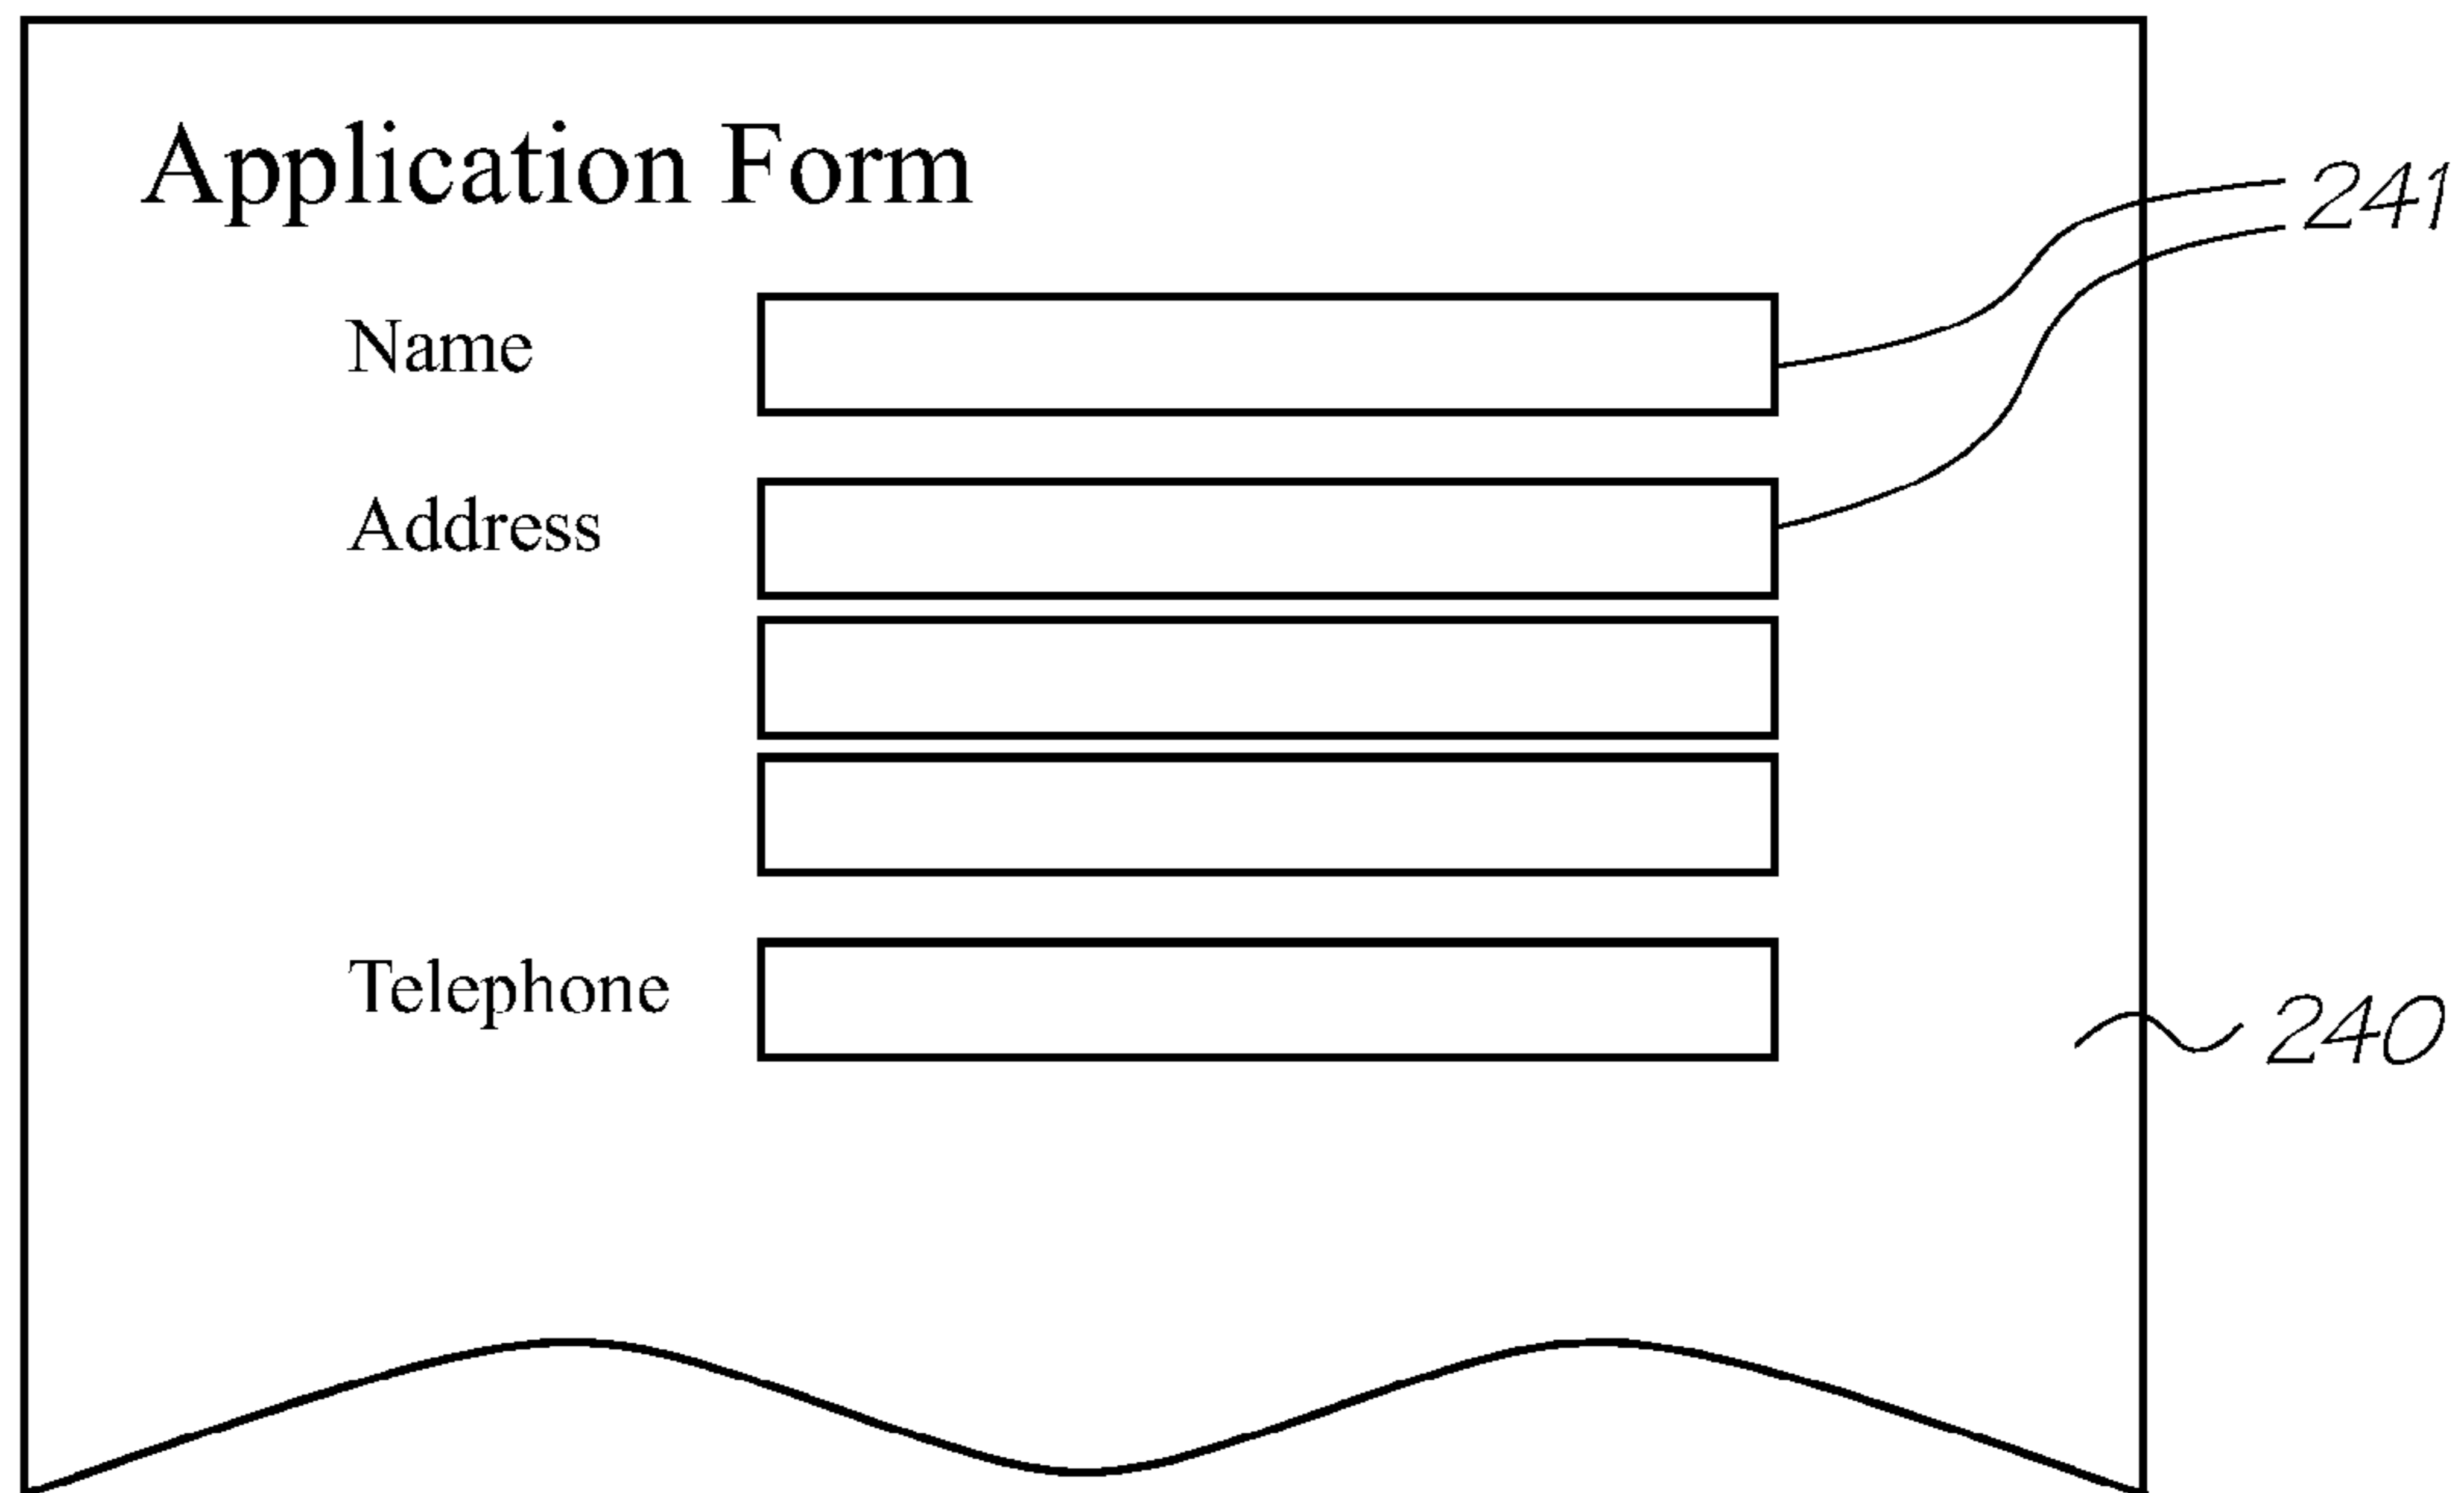 Application Form
241
Name
Address
Telephone
240